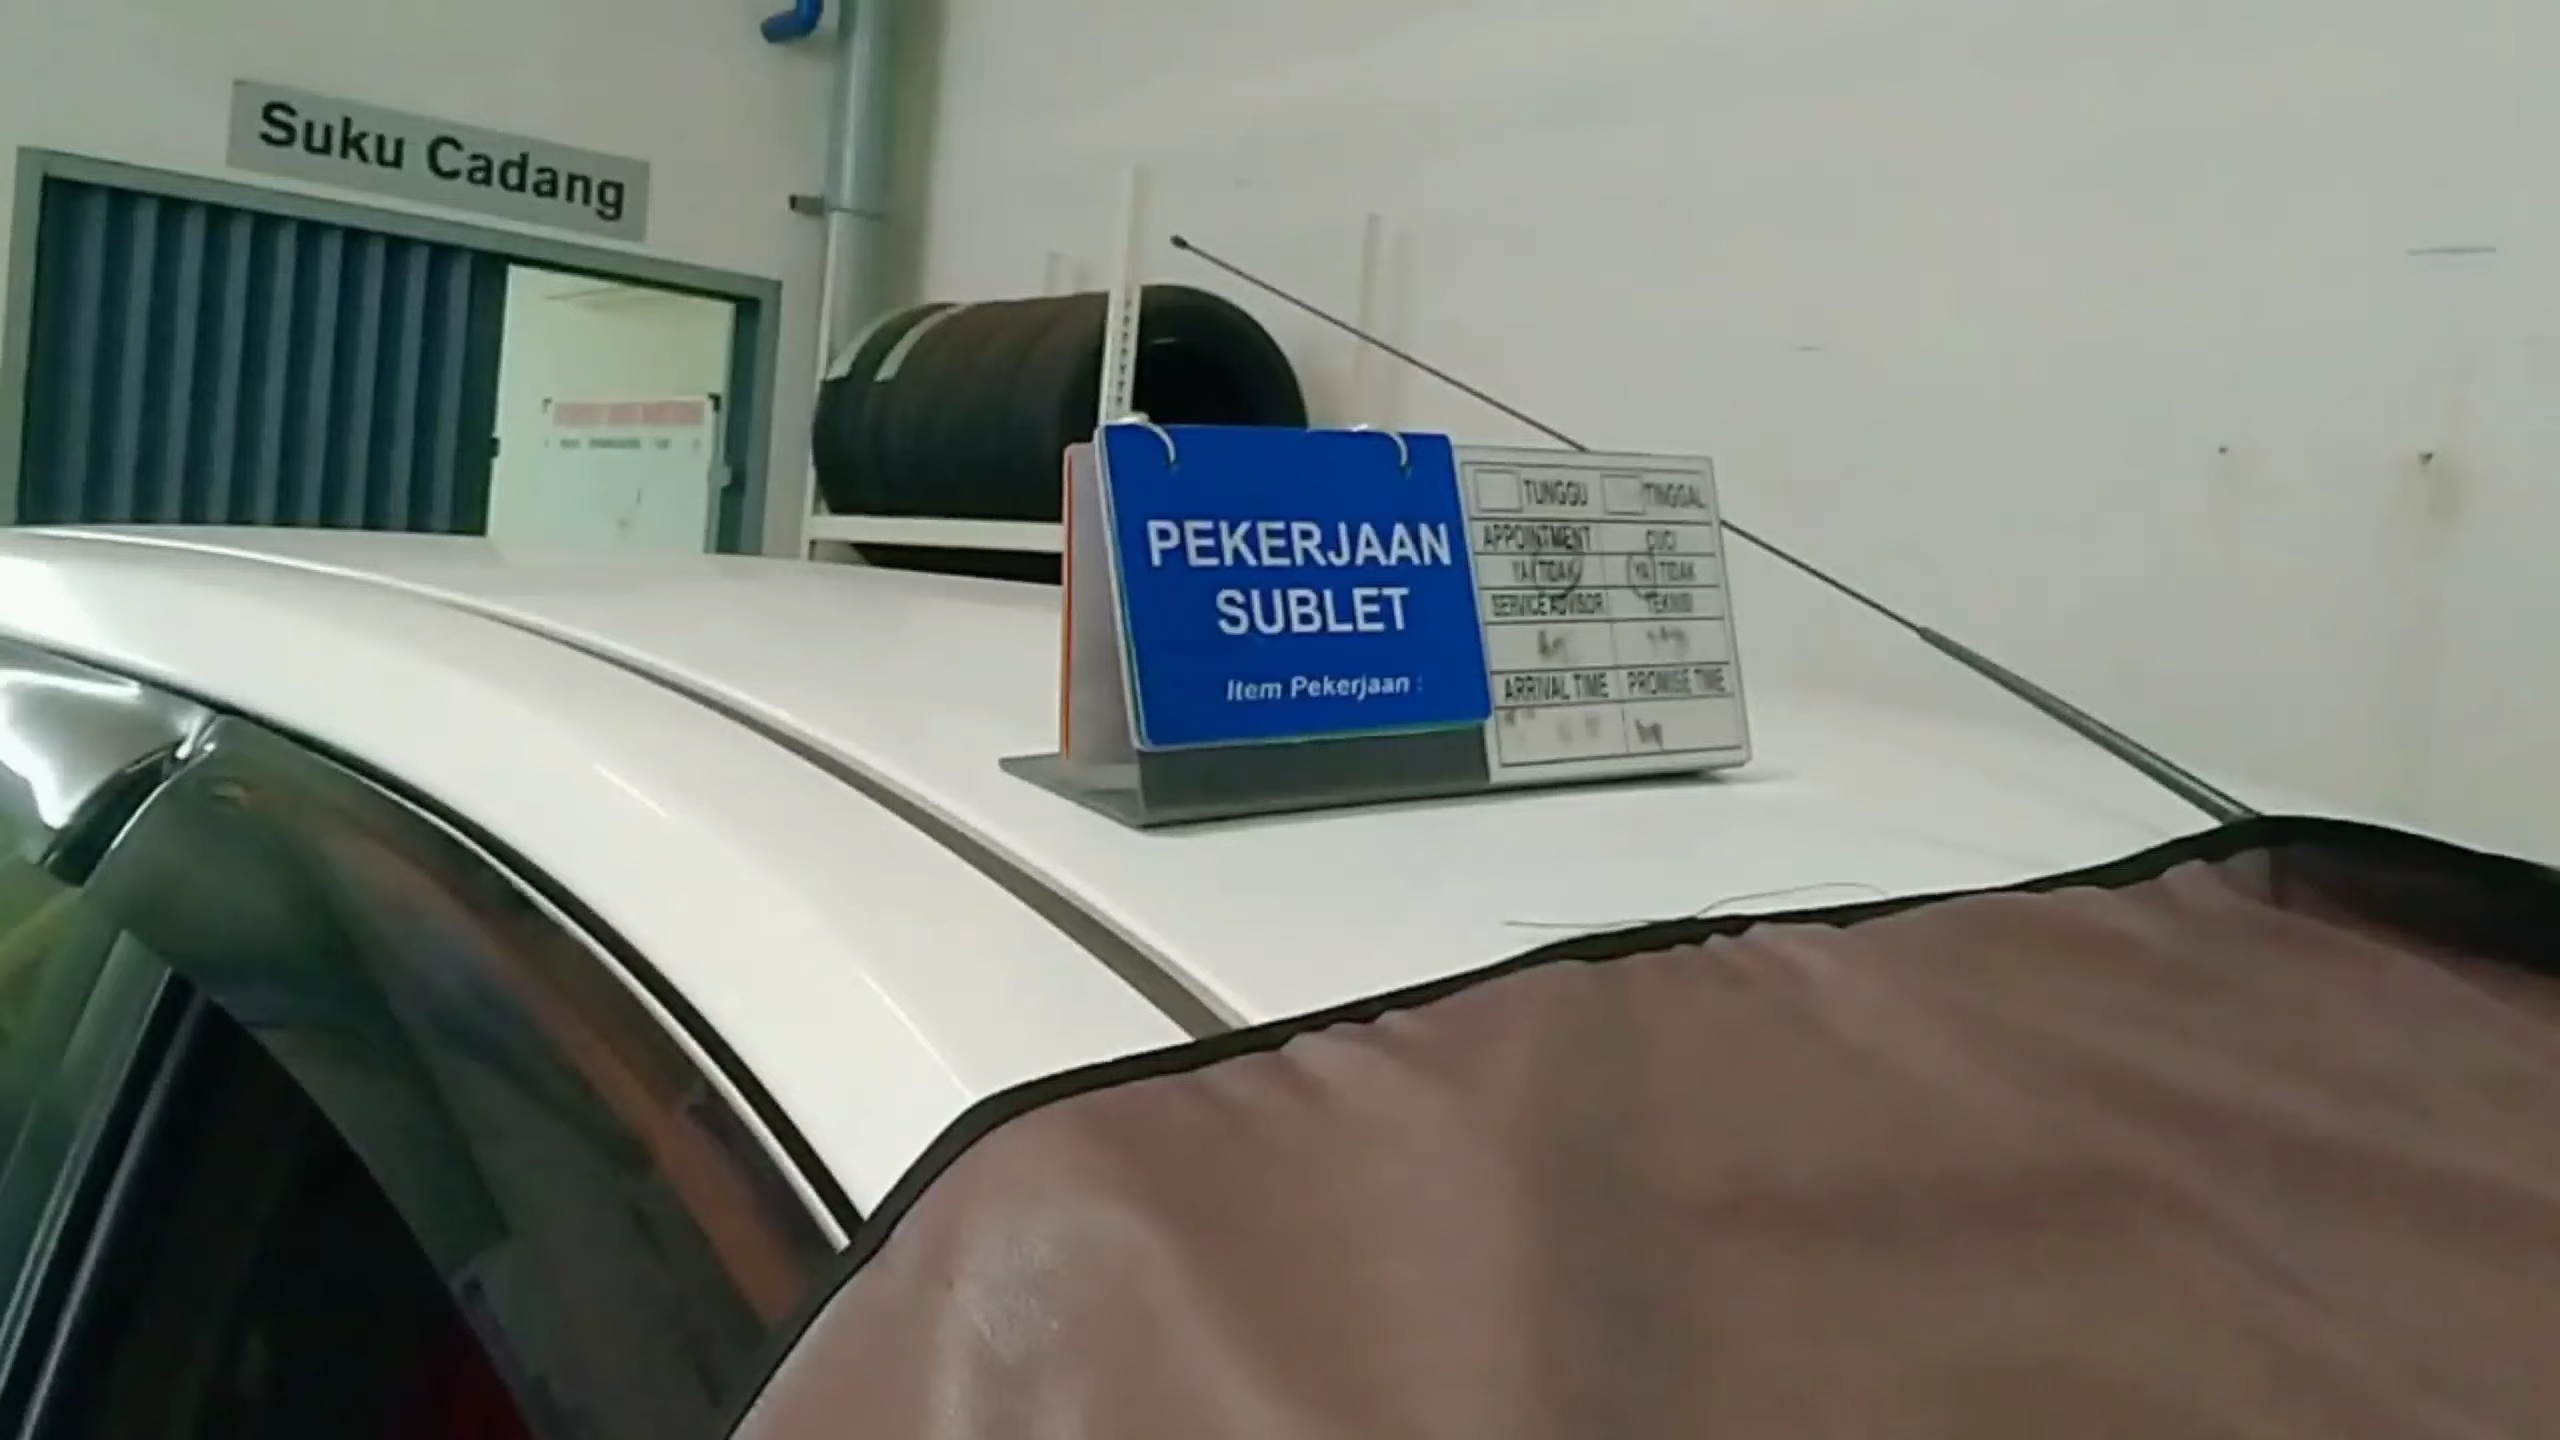 Suku Cadang
PEKERJAAN
SUBLET
Item Pekerjaan :
TUNGGU TINGGAL
APPOINTMENT CUCI
YA TIDAK YA TIDAK
SERVICE ADVISOR TEKNISI
ARRIVAL TIME PROMISE TIME